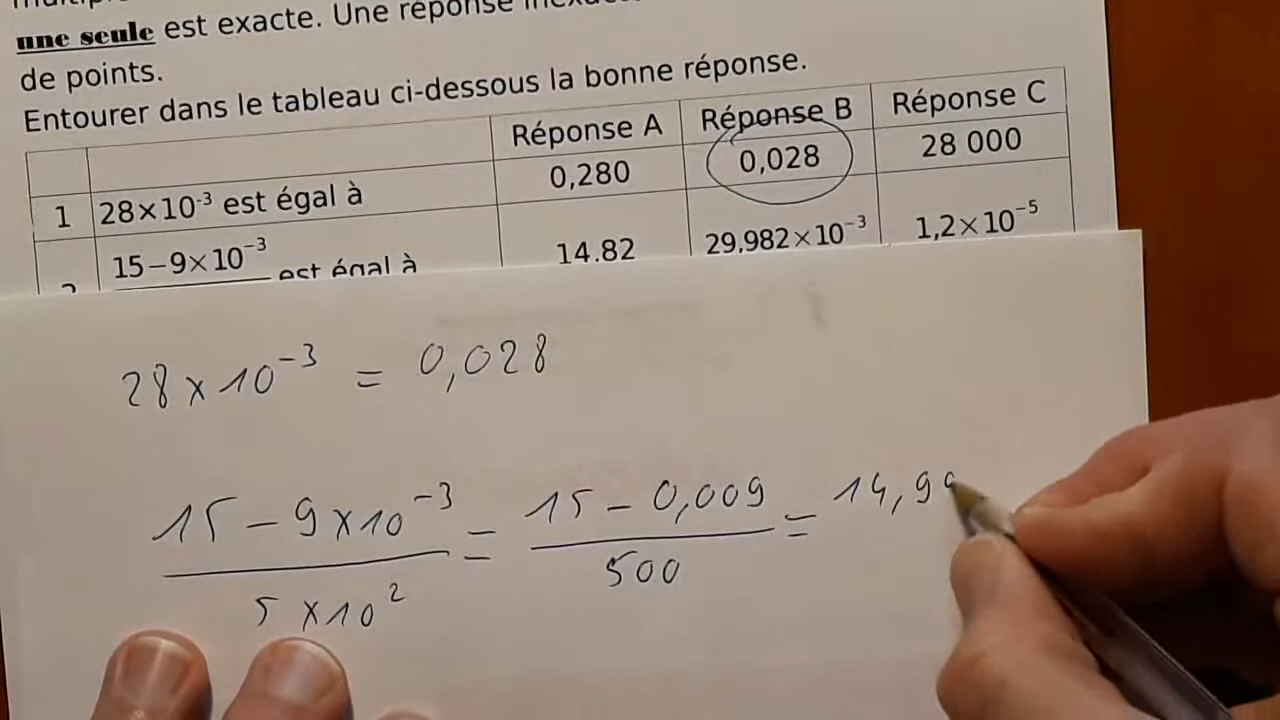 une seule est exacte. Une réponse
de points.
Entourer dans le tableau ci-dessous la bonne réponse.
Réponse A Réponse B Réponse C
1 28×10⁻³ est égal à 0,280 0,028 28 000
15−9×10⁻³ est égal à 14.82 29,982×10⁻³ 1,2×10⁻⁵
28×10⁻³ = 0,028
15 − 9×10⁻³ = 15 − 0,009 = 14,99
5×10² 500